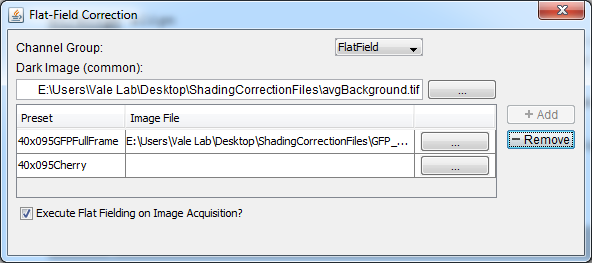 Flat-Field Correction
Channel Group:
FlatField
Dark Image (common):
E:\Users\Vale Lab\Desktop\ShadingCorrectionFiles\avgBackground.tif
...
Preset Image File
+ Add
40x095GFPFullFrame E:\Users\Vale Lab\Desktop\ShadingCorrectionFiles\GFP_... ...
− Remove
40x095Cherry ...
Execute Flat Fielding on Image Acquisition?